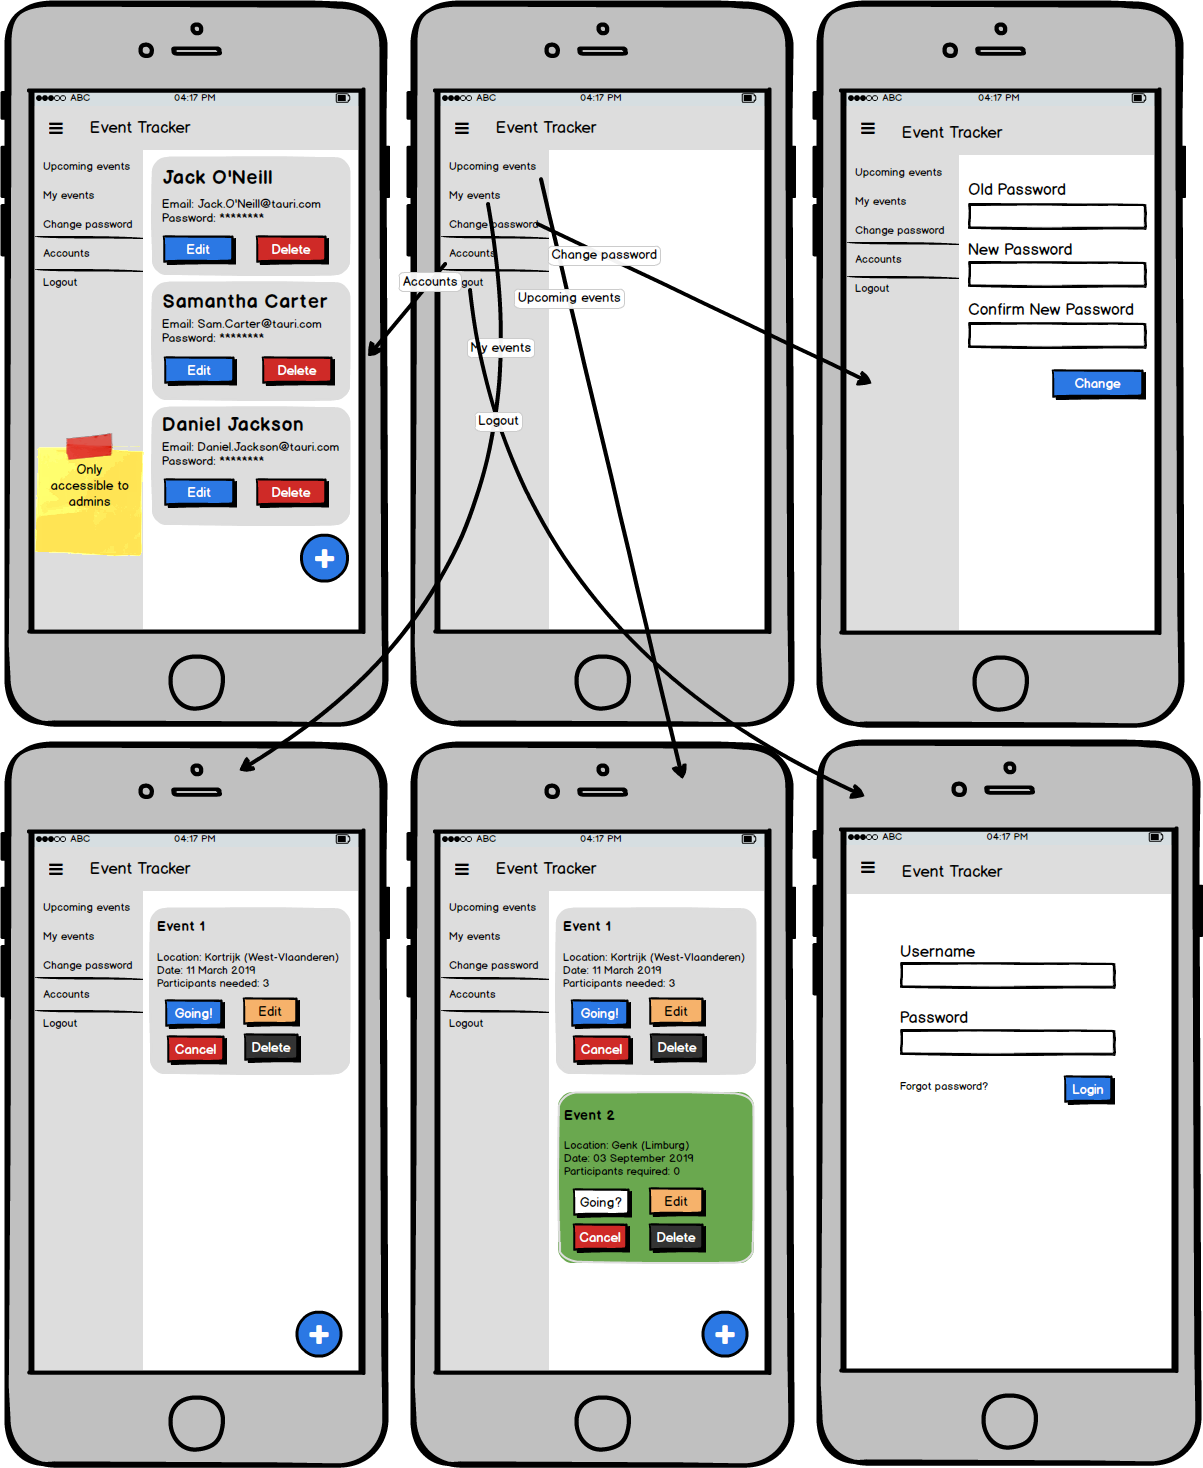 ABC 04:17 PM
Event Tracker
Upcoming events
My events
Change password
Accounts
Logout
Jack O'Neill
Email: Jack.O'Neill@tauri.com
Password: ********
Edit Delete
Samantha Carter
Email: Sam.Carter@tauri.com
Password: ********
Edit Delete
Daniel Jackson
Email: Daniel.Jackson@tauri.com
Password: ********
Edit Delete
Only
accessible to
admins
ABC 04:17 PM
Event Tracker
Upcoming events
My events
Change password
Accounts
gout
Change password
Accounts
Upcoming events
My events
Logout
ABC 04:17 PM
Event Tracker
Upcoming events
My events
Change password
Accounts
Logout
Old Password
New Password
Confirm New Password
Change
ABC 04:17 PM
Event Tracker
Upcoming events
My events
Change password
Accounts
Logout
Event 1
Location: Kortrijk (West-Vlaanderen)
Date: 11 March 2019
Participants needed: 3
Going! Edit
Cancel Delete
ABC 04:17 PM
Event Tracker
Upcoming events
My events
Change password
Accounts
Logout
Event 1
Location: Kortrijk (West-Vlaanderen)
Date: 11 March 2019
Participants needed: 3
Going! Edit
Cancel Delete
Event 2
Location: Genk (Limburg)
Date: 03 September 2019
Participants required: 0
Going? Edit
Cancel Delete
ABC 04:17 PM
Event Tracker
Username
Password
Forgot password? Login